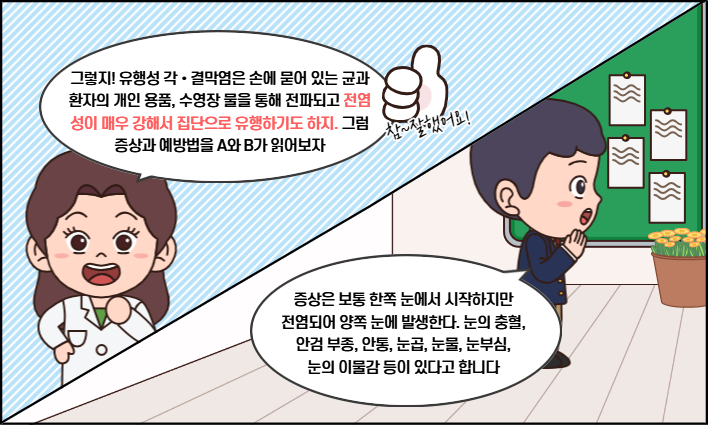 그렇지! 유행성 각·결막염은 손에 묻어 있는 균과
환자의 개인 용품, 수영장 물을 통해 전파되고 전염
성이 매우 강해서 집단으로 유행하기도 하지. 그럼
증상과 예방법을 A와 B가 읽어보자
참~잘했어요!
증상은 보통 한쪽 눈에서 시작하지만
전염되어 양쪽 눈에 발생한다. 눈의 충혈,
안검 부종, 안통, 눈곱, 눈물, 눈부심,
눈의 이물감 등이 있다고 합니다